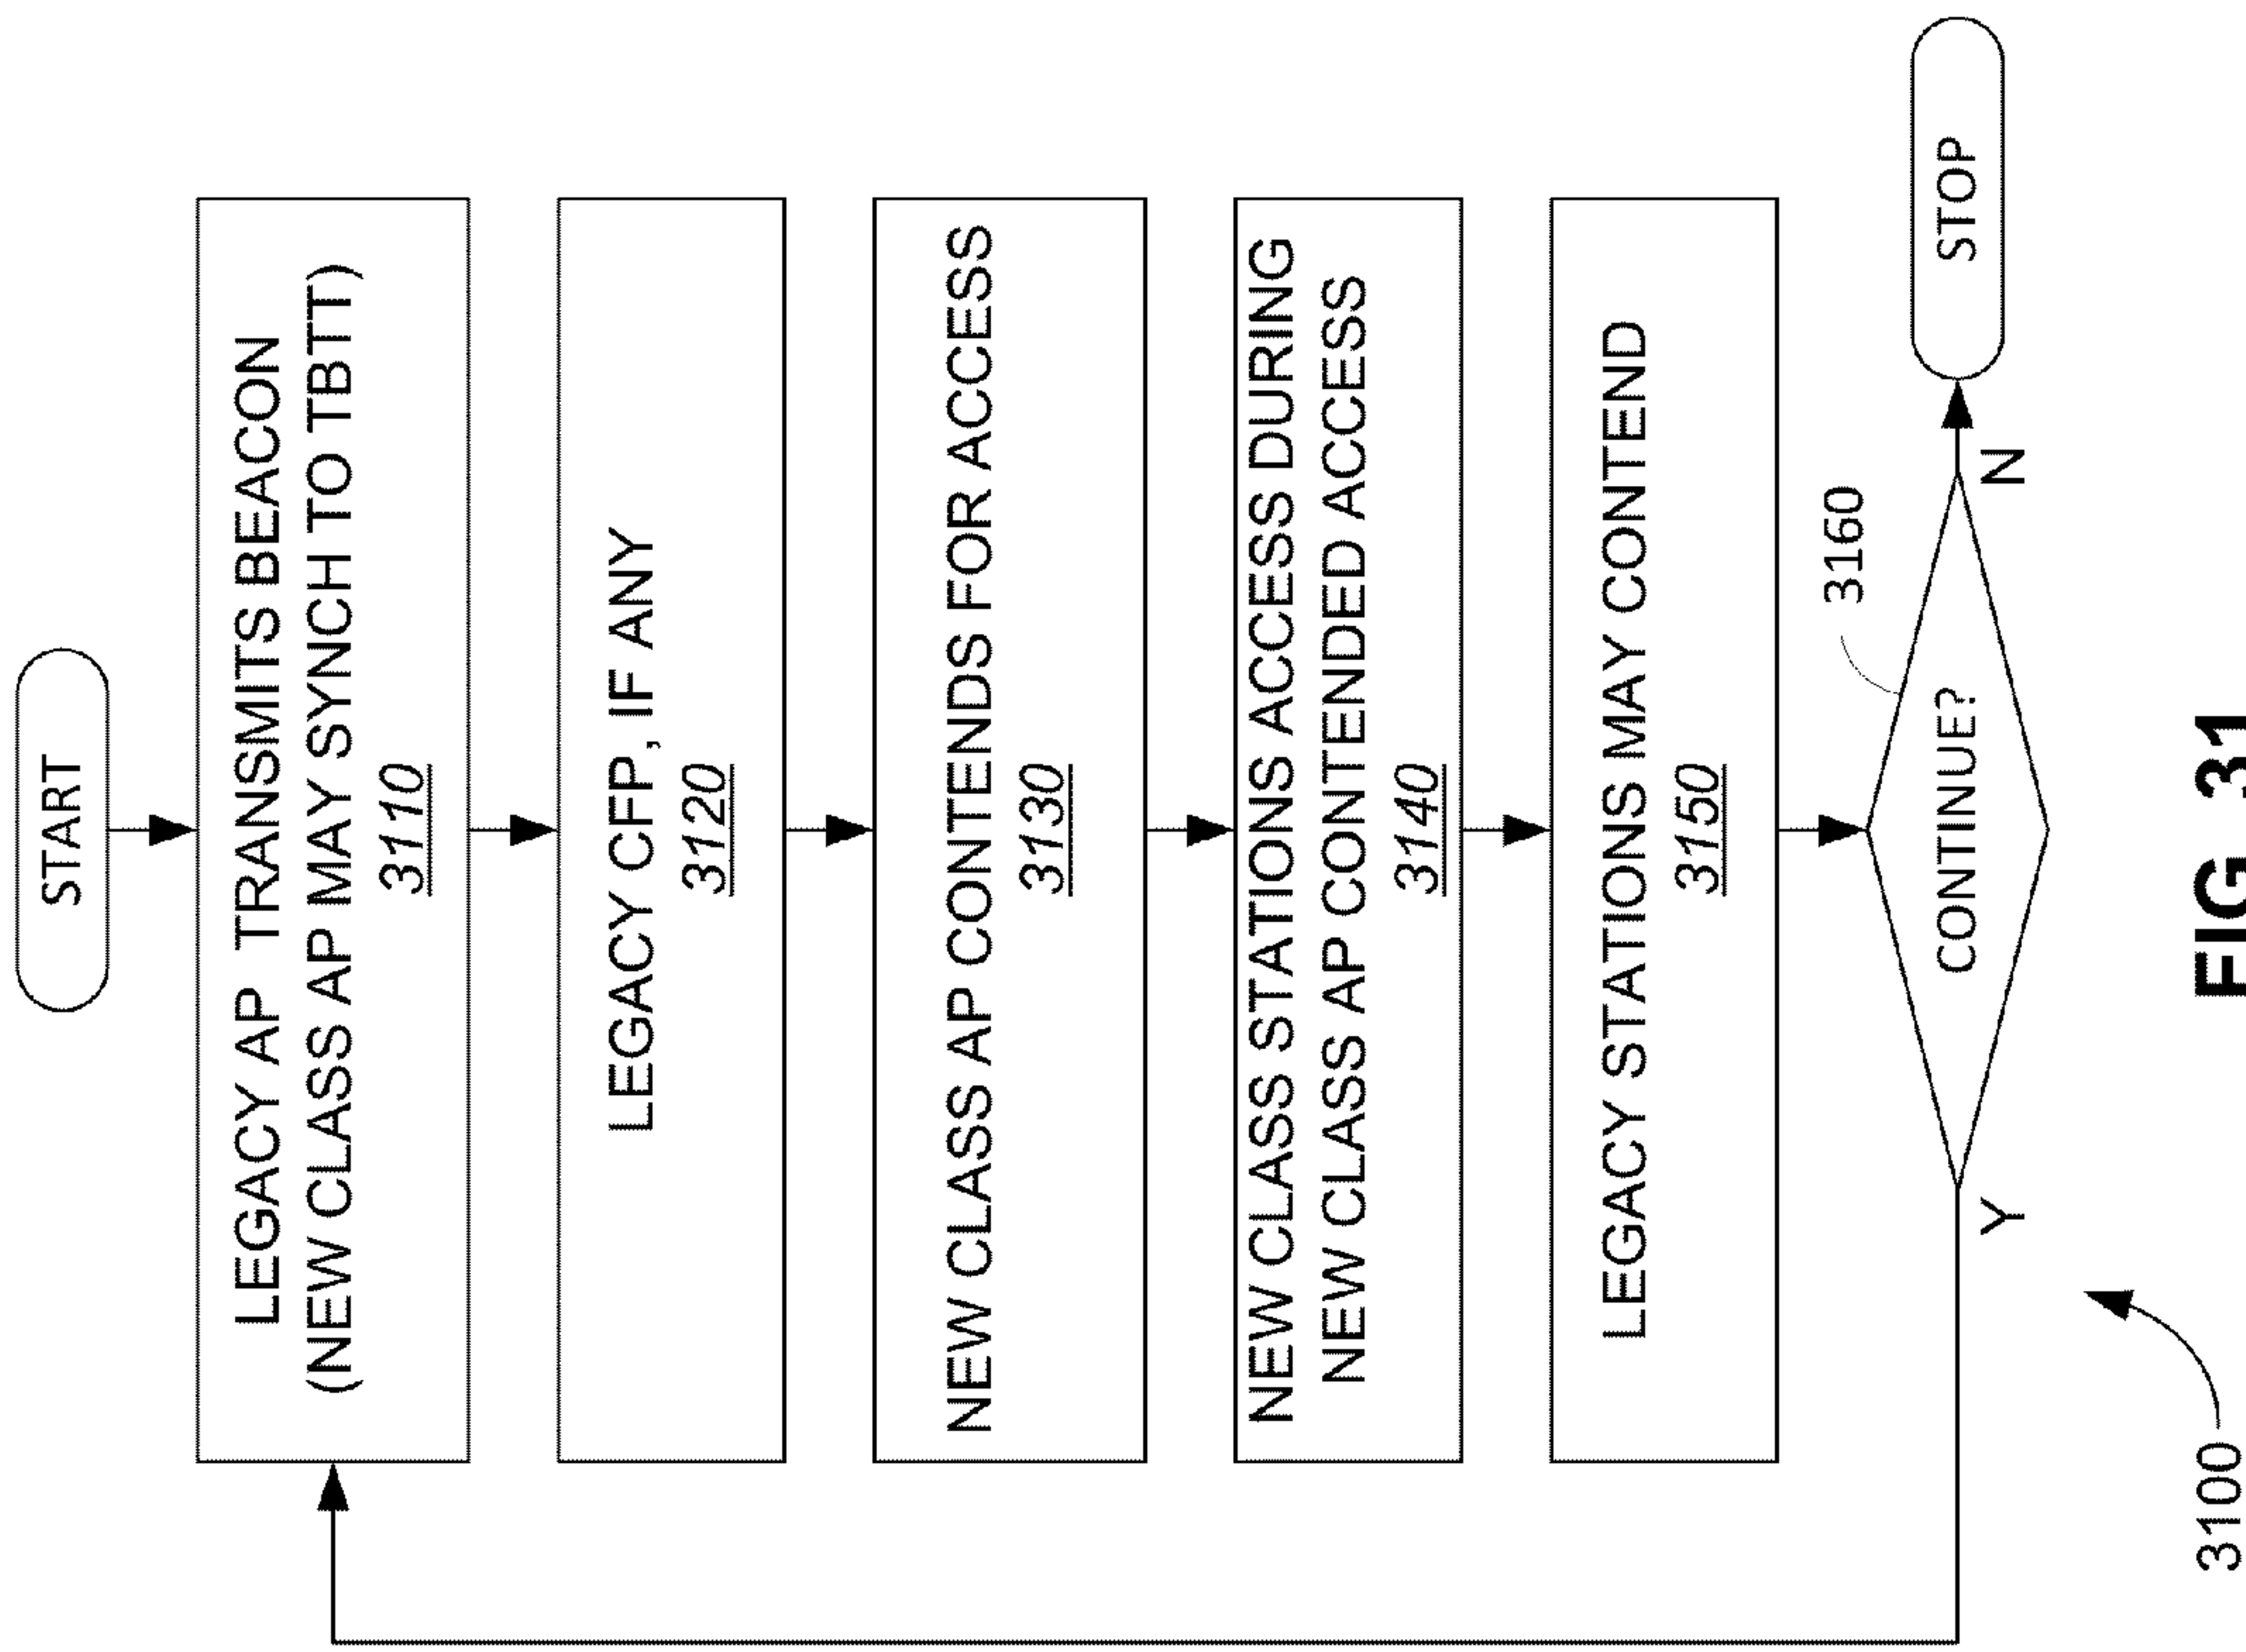 START
LEGACY AP TRANSMITS BEACON
(NEW CLASS AP MAY SYNCH TO TBTT)
3110
LEGACY CFP, IF ANY
3120
NEW CLASS AP CONTENDS FOR ACCESS
3130
NEW CLASS STATIONS ACCESS DURING
NEW CLASS AP CONTENDED ACCESS
3140
LEGACY STATIONS MAY CONTEND
3150
3160
CONTINUE?
Y
N
STOP
3100
FIG. 31